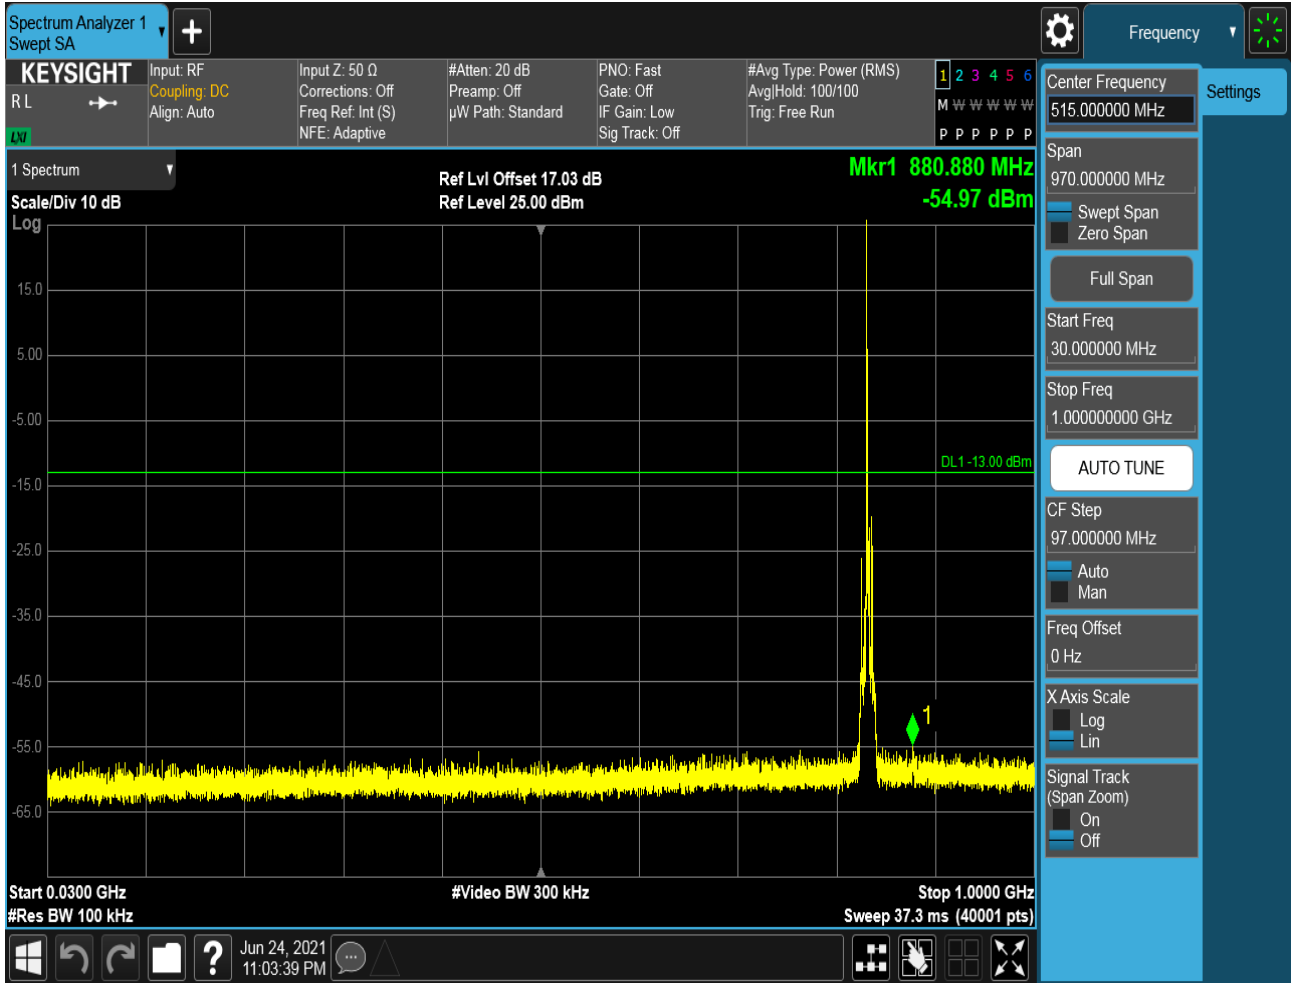 Spectrum Analyzer 1
Swept SA
Frequency
KEYSIGHT
R L
LXI
Input: RF
Coupling: DC
Align: Auto
Input Z: 50 Ω
Corrections: Off
Freq Ref: Int (S)
NFE: Adaptive
#Atten: 20 dB
Preamp: Off
µW Path: Standard
PNO: Fast
Gate: Off
IF Gain: Low
Sig Track: Off
#Avg Type: Power (RMS)
Avg|Hold: 100/100
Trig: Free Run
1 2 3 4 5 6
M W W W W W
P P P P P P
1 Spectrum
Scale/Div 10 dB
Log
Ref Lvl Offset 17.03 dB
Ref Level 25.00 dBm
Mkr1 880.880 MHz
-54.97 dBm
15.0
5.00
-5.00
-15.0
-25.0
-35.0
-45.0
-55.0
-65.0
DL1 -13.00 dBm
1
Start 0.0300 GHz
#Res BW 100 kHz
#Video BW 300 kHz
Stop 1.0000 GHz
Sweep 37.3 ms (40001 pts)
Center Frequency
515.000000 MHz
Span
970.000000 MHz
Swept Span
Zero Span
Full Span
Start Freq
30.000000 MHz
Stop Freq
1.000000000 GHz
AUTO TUNE
CF Step
97.000000 MHz
Auto
Man
Freq Offset
0 Hz
X Axis Scale
Log
Lin
Signal Track
(Span Zoom)
On
Off
Settings
?
Jun 24, 2021
11:03:39 PM